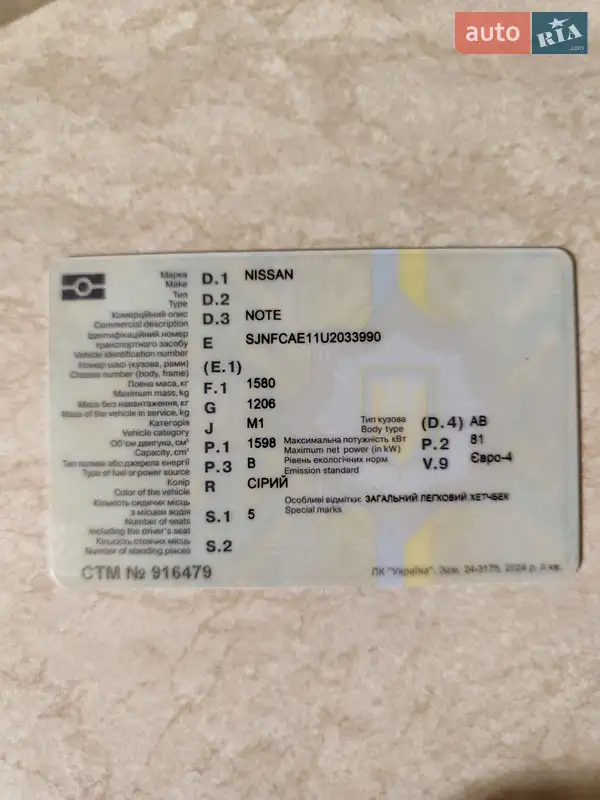 auto RIA .com
Марка D.1 NISSAN
Make
Тип D.2
Type
Комерційний опис D.3 NOTE
Commercial description
Ідентифікаційний номер
транспортного засобу E SJNFCAE11U2033990
Vehicle identification number
Номер шасі (кузова, рами) (E.1)
Chassis number (body, frame)
Повна маса, кг F.1 1580
Maximum mass, kg
Маса без навантаження, кг G 1206
Mass of the vehicle in service, kg
Категорія J M1 Тип кузова (D.4) AB
Vehicle category Body type
Об'єм двигуна, см³ P.1 1598 Максимальна потужність кВт P.2 81
Capacity, cm³ Maximum net power (in kW)
Тип палива або джерела енергії P.3 B Рівень екологічних норм V.9 Євро-4
Type of fuel or power source Emission standard
Колір R СІРИЙ
Color of the vehicle
Кількість сидячих місць Особливі відмітки: ЗАГАЛЬНИЙ ЛЕГКОВИЙ ХЕТЧБЕК
з місцем водія S.1 5 Special marks
Number of seats
including the driver's seat
Кількість стоячих місць S.2
Number of standing places
СТМ № 916479 ПК "Україна". Зам. 24-3175, 2024 р. ІІ кв.